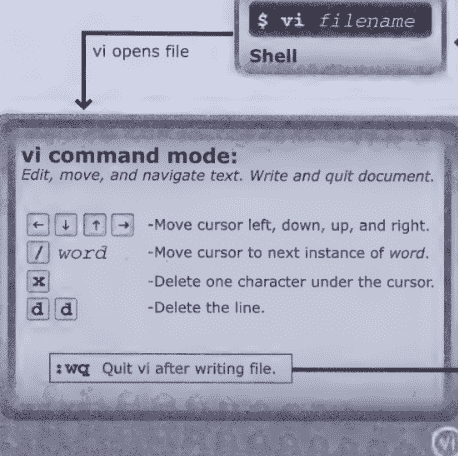 $ vi filename
Shell
vi opens file
vi command mode:
Edit, move, and navigate text. Write and quit document.
← ↓ ↑ → -Move cursor left, down, up, and right.
/ word -Move cursor to next instance of word.
x -Delete one character under the cursor.
d d -Delete the line.
:wq Quit vi after writing file.
vi